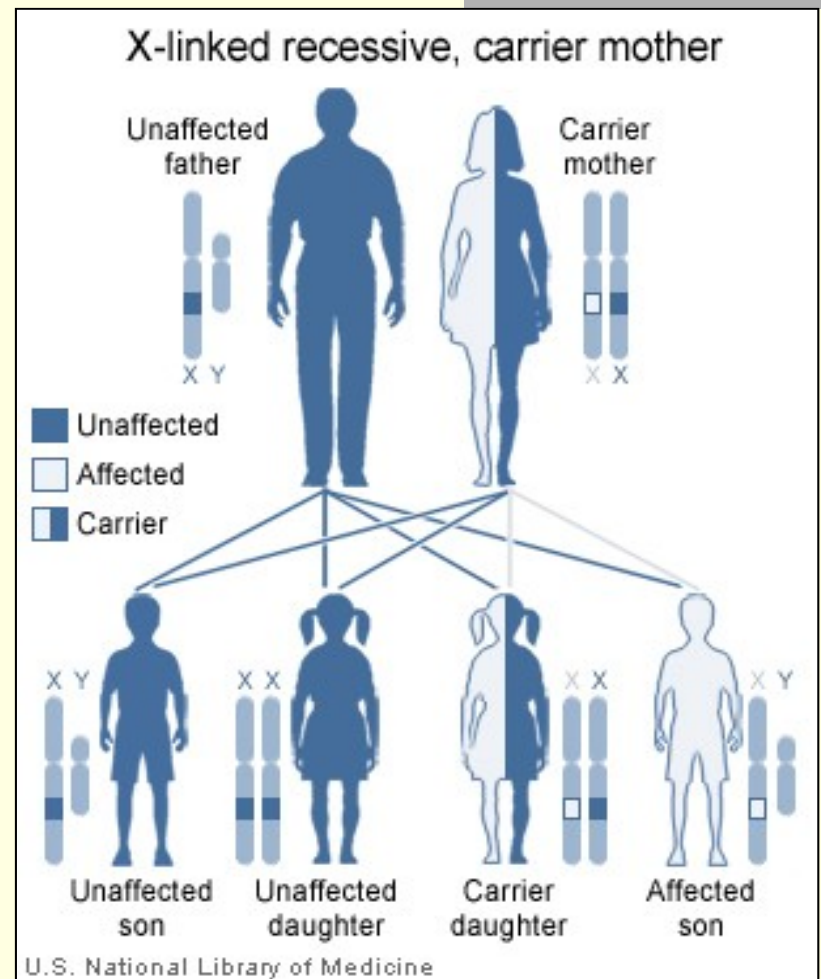 X-linked recessive, carrier mother
Unaffected
father
Carrier
mother
X Y
X X
Unaffected
Affected
Carrier
X Y
X X
X X
X Y
Unaffected
son
Unaffected
daughter
Carrier
daughter
Affected
son
U.S. National Library of Medicine